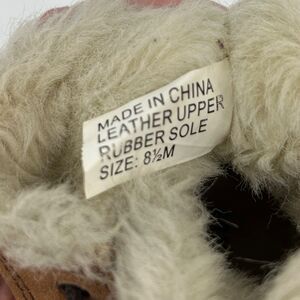 MADE IN CHINA
LEATHER UPPER
RUBBER SOLE
SIZE: 8½M